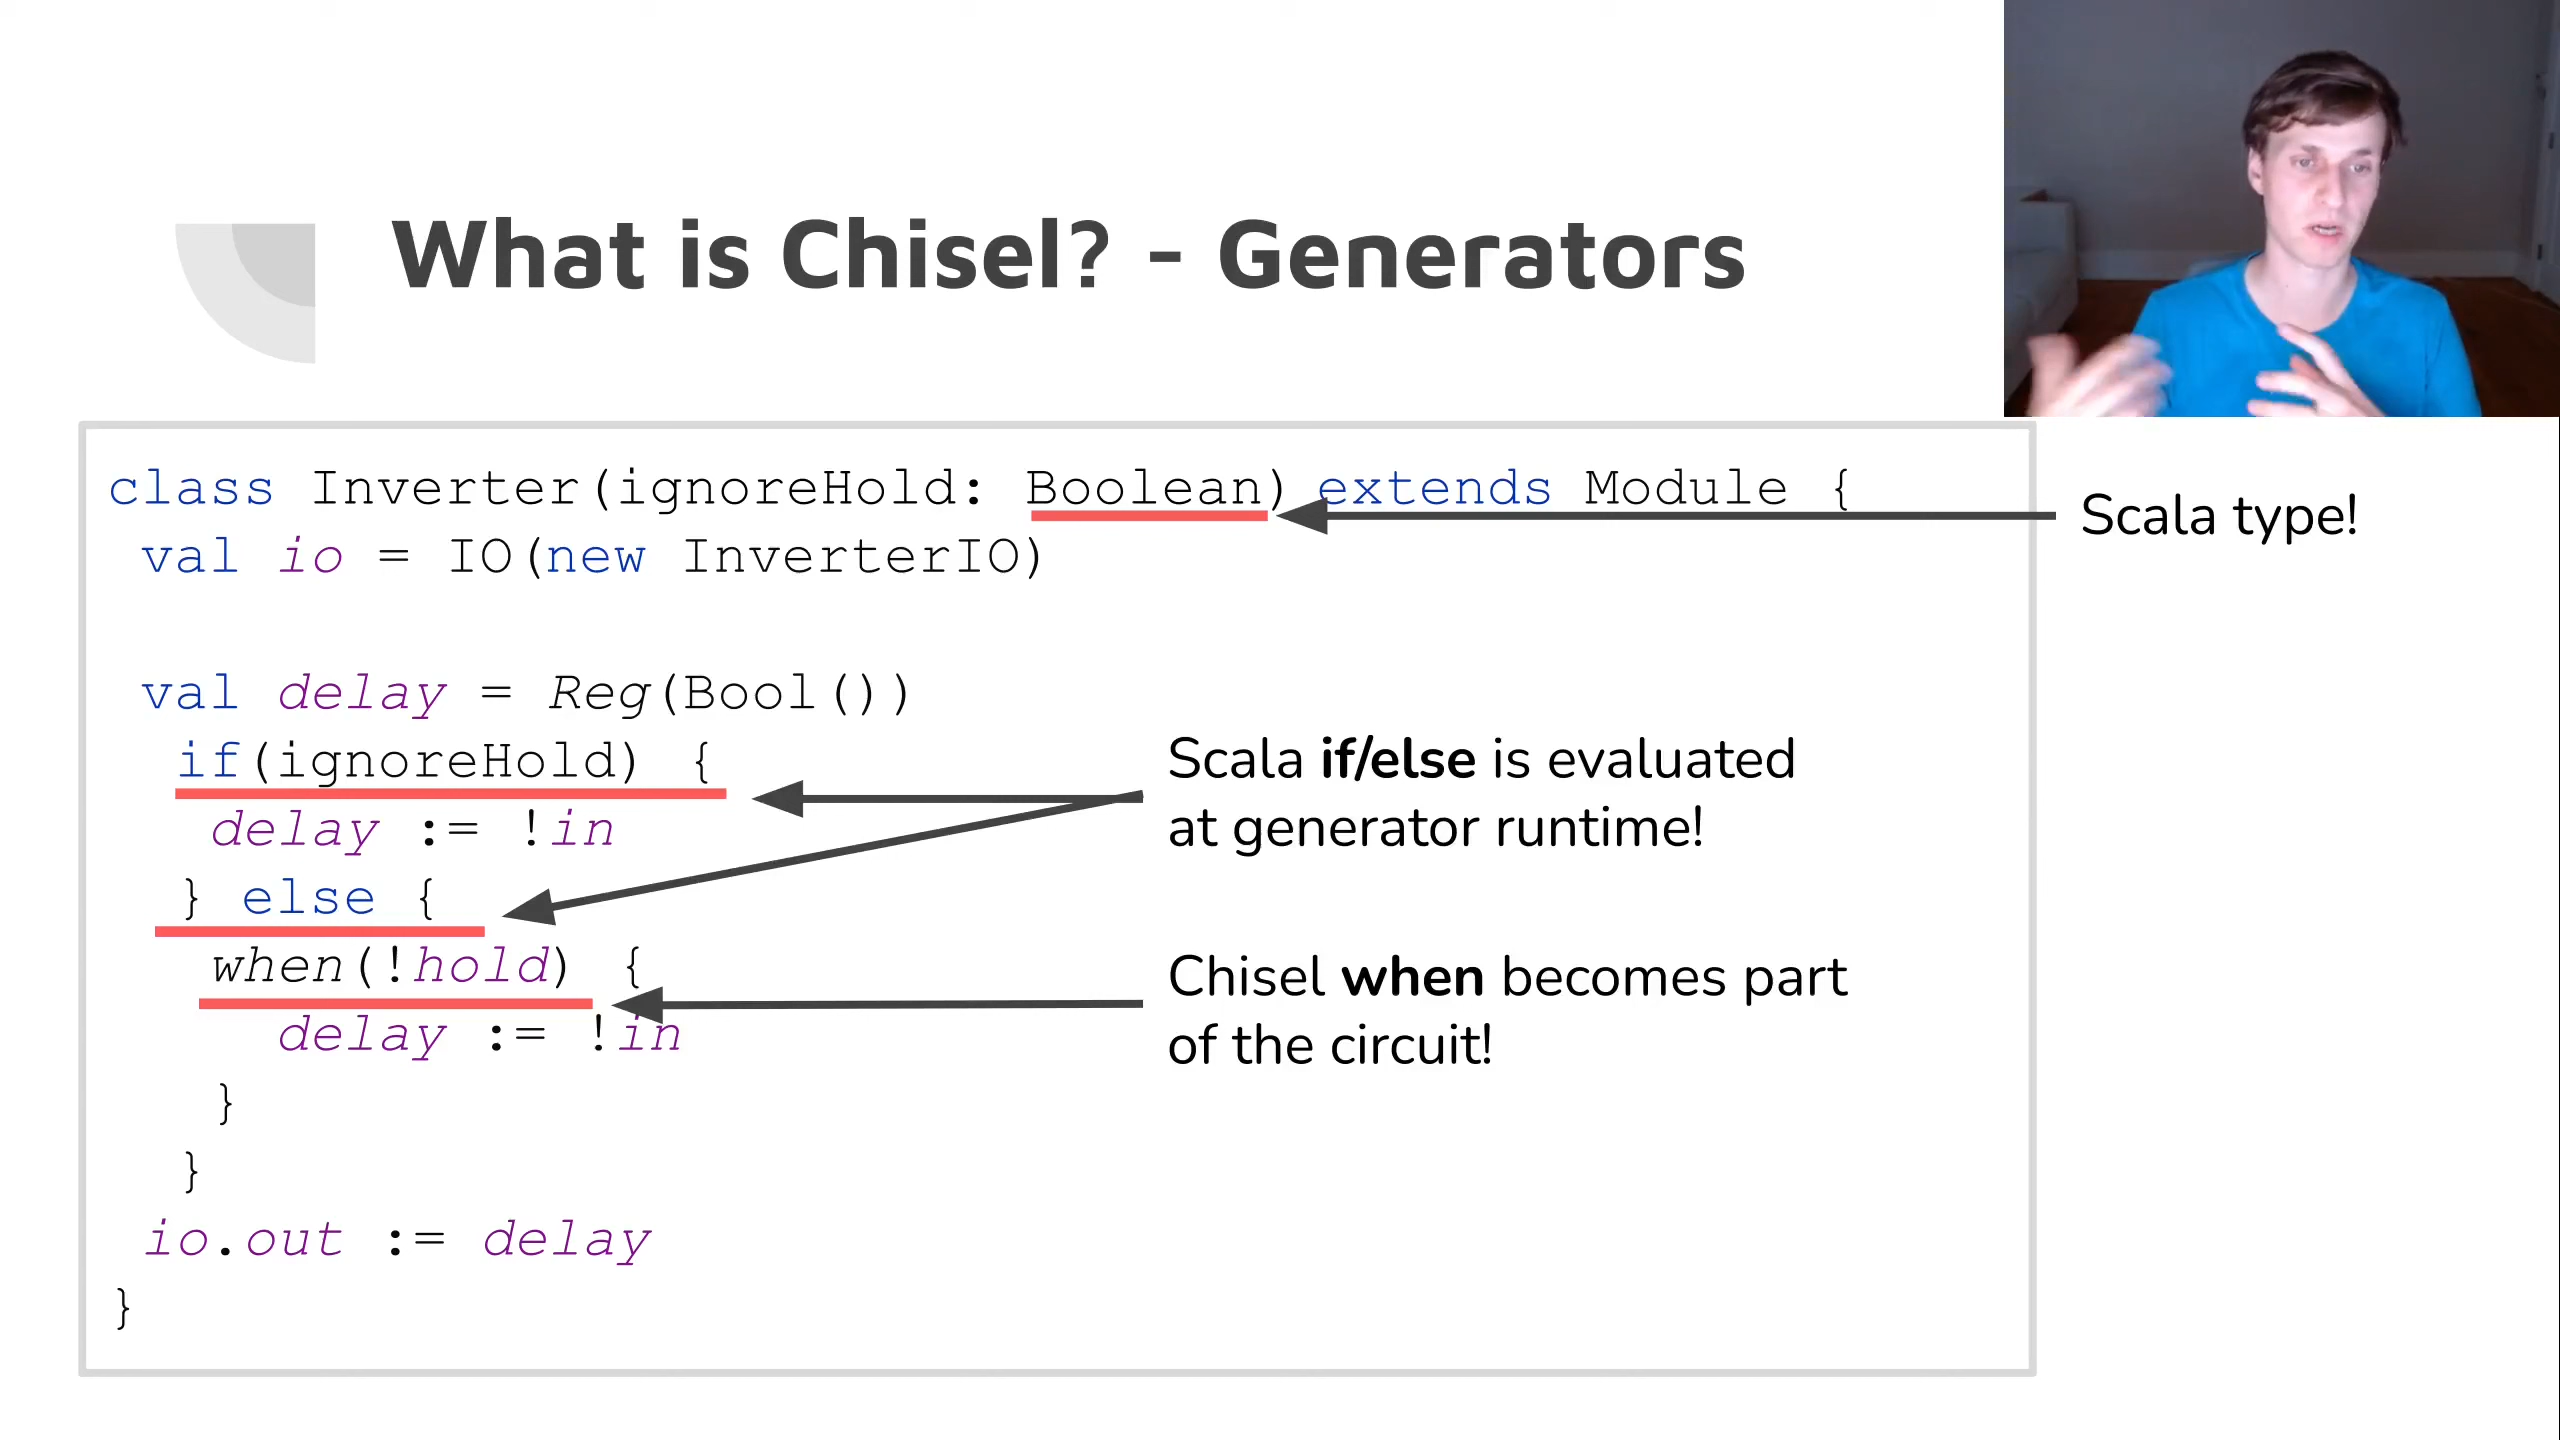 What is Chisel? - Generators
class Inverter(ignoreHold: Boolean) extends Module {
val io = IO(new InverterIO)
val delay = Reg(Bool())
if(ignoreHold) {
delay := !in
} else {
when(!hold) {
delay := !in
}
}
io.out := delay
}
Scala type!
Scala if/else is evaluated
at generator runtime!
Chisel when becomes part
of the circuit!